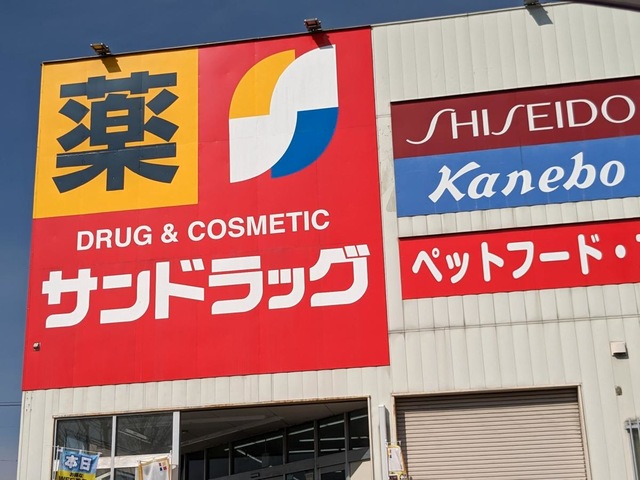 薬
DRUG & COSMETIC
サンドラッグ
SHISEIDO
Kanebo
ペットフード・
本日